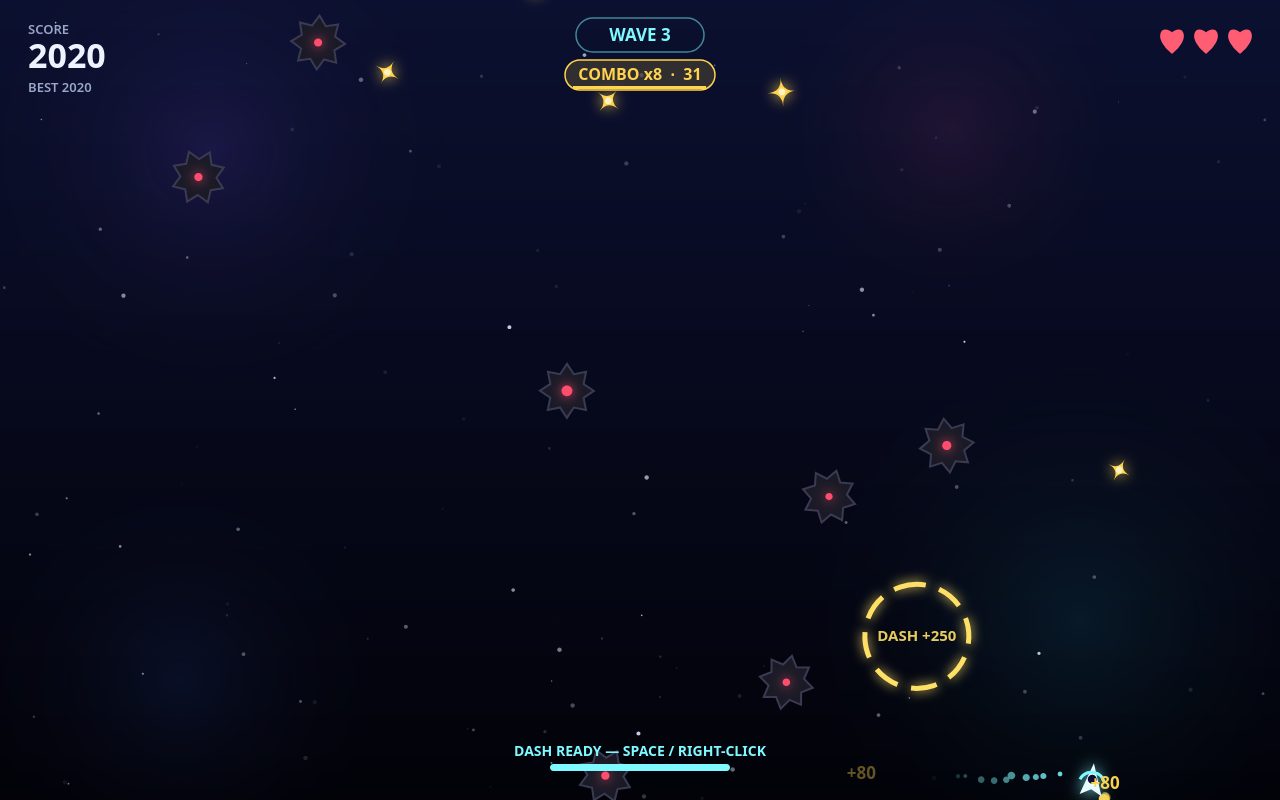 SCORE
2020
BEST 2020
WAVE 3
COMBO x8 · 31
DASH +250
DASH READY — SPACE / RIGHT-CLICK
+80
+80